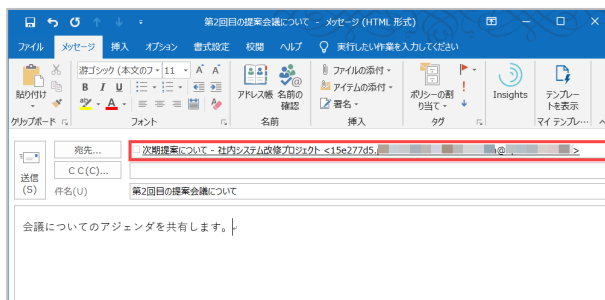 第2回目の提案会議について - メッセージ (HTML 形式)
ファイル メッセージ 挿入 オプション 書式設定 校閲 ヘルプ 実行したい作業を入力してください
游ゴシック (本文のフ 11 A A
貼り付け B I U アドレス帳 名前の確認 ファイルの添付 アイテムの添付 署名 ポリシーの割り当て Insights テンプレートを表示
クリップボード フォント 名前 挿入 タグ マイ テンプレ…
宛先... 次期提案について - 社内システム改修プロジェクト <15e277d5. @ >
送信(S) CC(C)...
件名(U) 第2回目の提案会議について
会議についてのアジェンダを共有します。